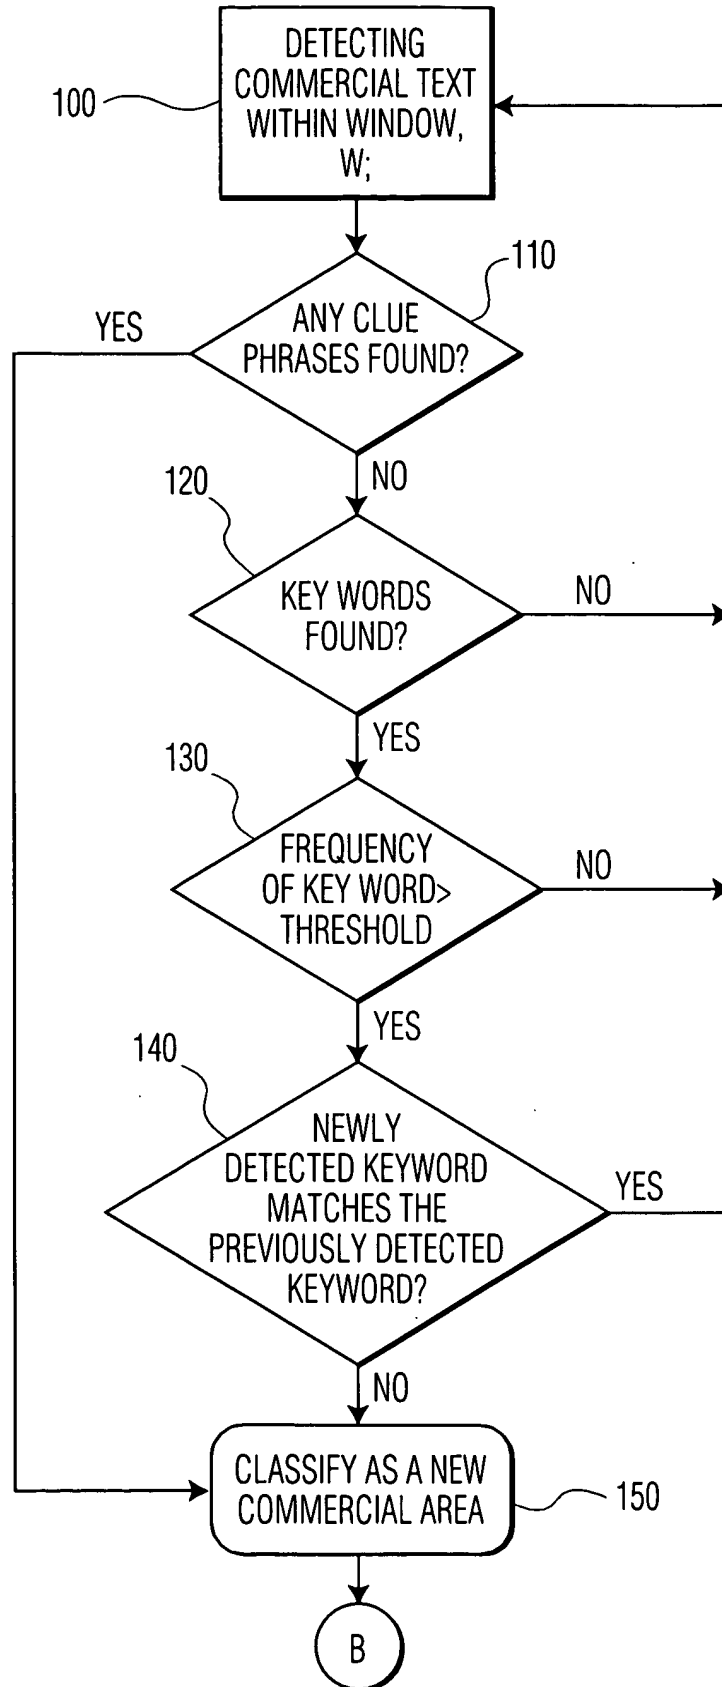 DETECTING
COMMERCIAL TEXT
WITHIN WINDOW,
W;
100
110
ANY CLUE
PHRASES FOUND?
YES
NO
120
KEY WORDS
FOUND?
NO
YES
130
FREQUENCY
OF KEY WORD>
THRESHOLD
NO
YES
140
NEWLY
DETECTED KEYWORD
MATCHES THE
PREVIOUSLY DETECTED
KEYWORD?
YES
NO
CLASSIFY AS A NEW
COMMERCIAL AREA
150
B